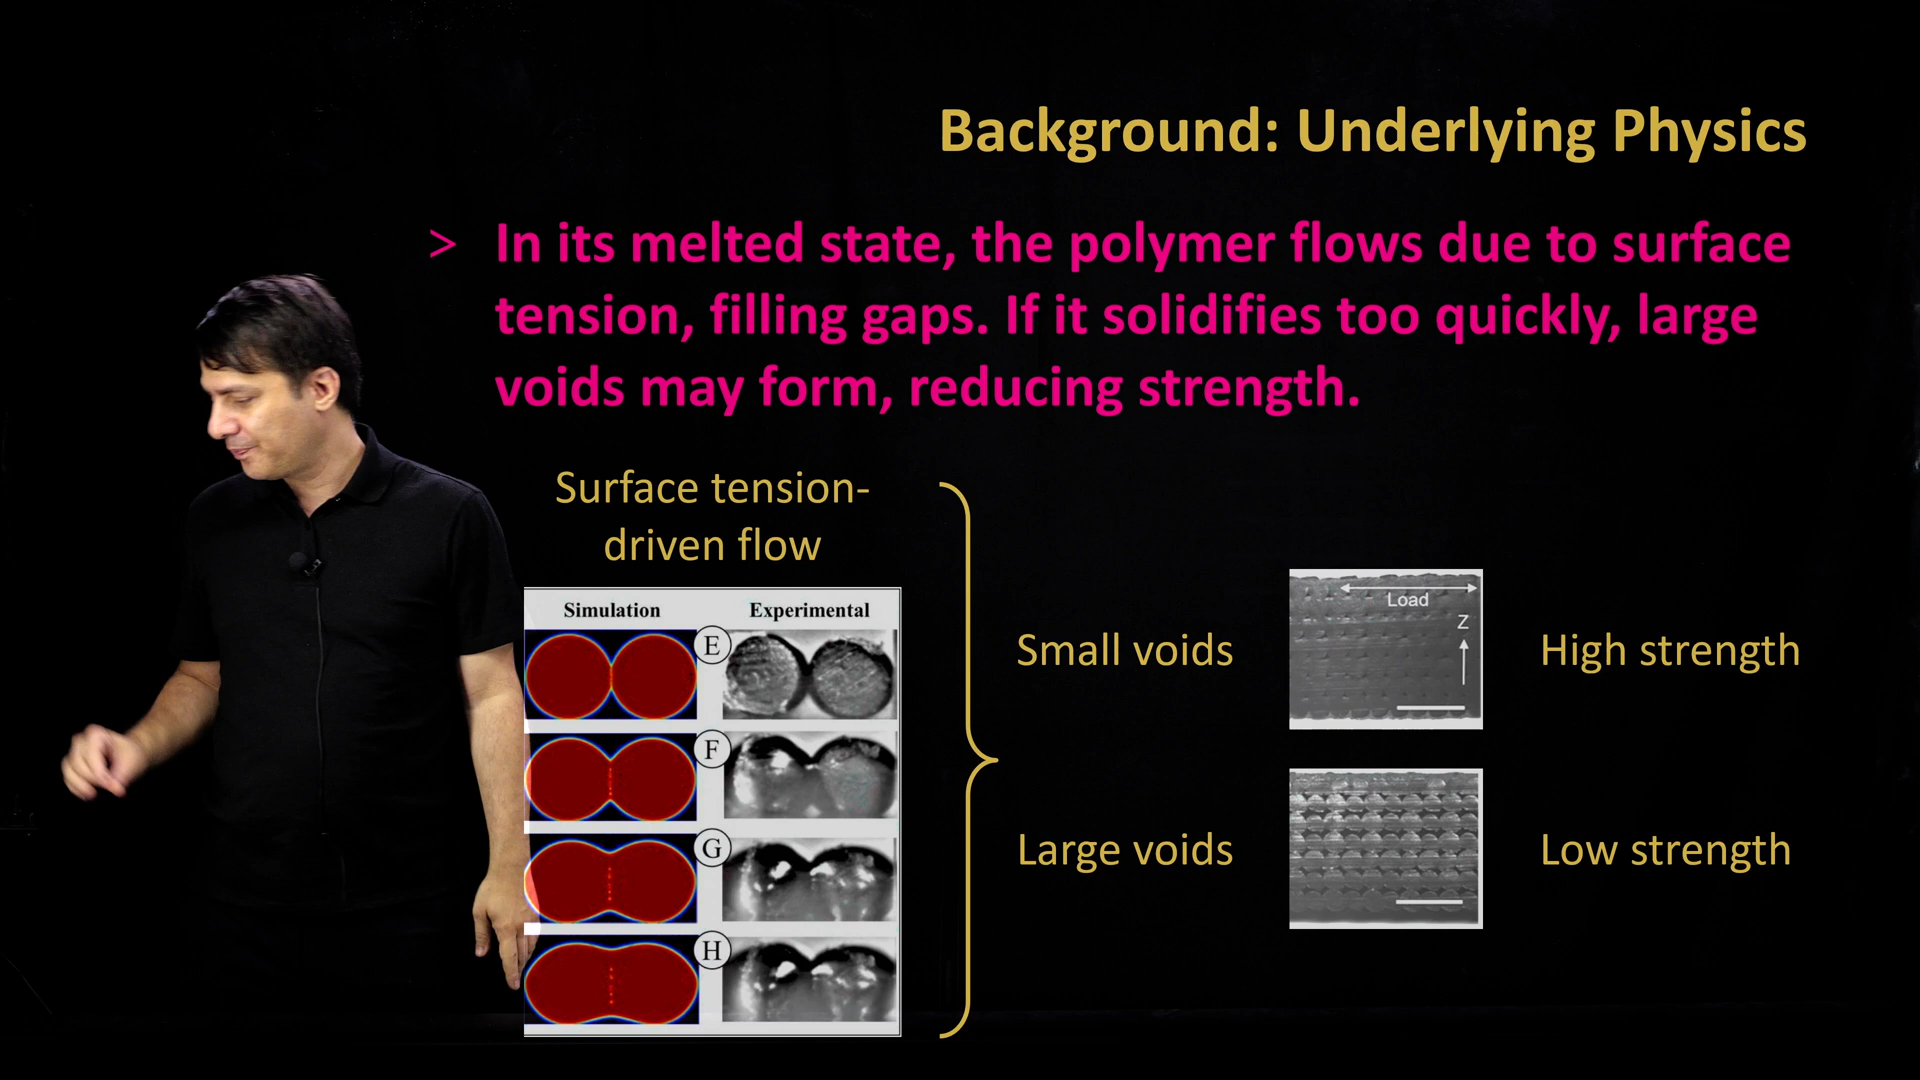 Background: Underlying Physics
> In its melted state, the polymer flows due to surface
tension, filling gaps. If it solidifies too quickly, large
voids may form, reducing strength.
Surface tension-
driven flow
Simulation Experimental
E
F
G
H
Small voids
Load
Z
High strength
Large voids
Low strength